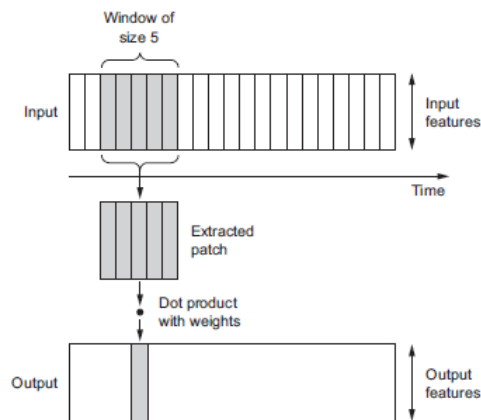 Window of
size 5
Input
Input
features
Time
Extracted
patch
Dot product
with weights
Output
Output
features